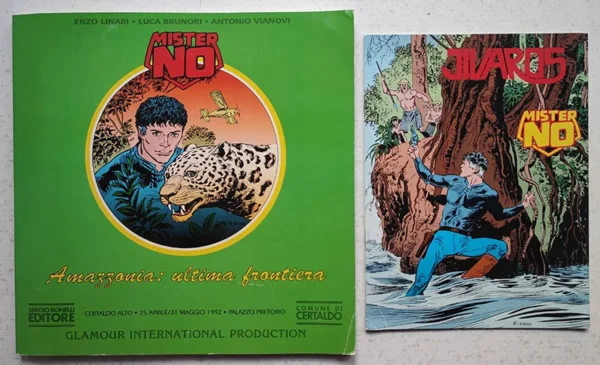 ENZO LINARI • LUCA BRUNORI • ANTONIO VIANOVI
MISTER
NO
Amazzonia: ultima frontiera
SERGIO BONELLI
EDITORE
CERTALDO ALTO • 25 APRILE/31 MAGGIO 1992 • PALAZZO PRETORIO
COMUNE DI
CERTALDO
GLAMOUR INTERNATIONAL PRODUCTION
JIVAROS
MISTER
NO